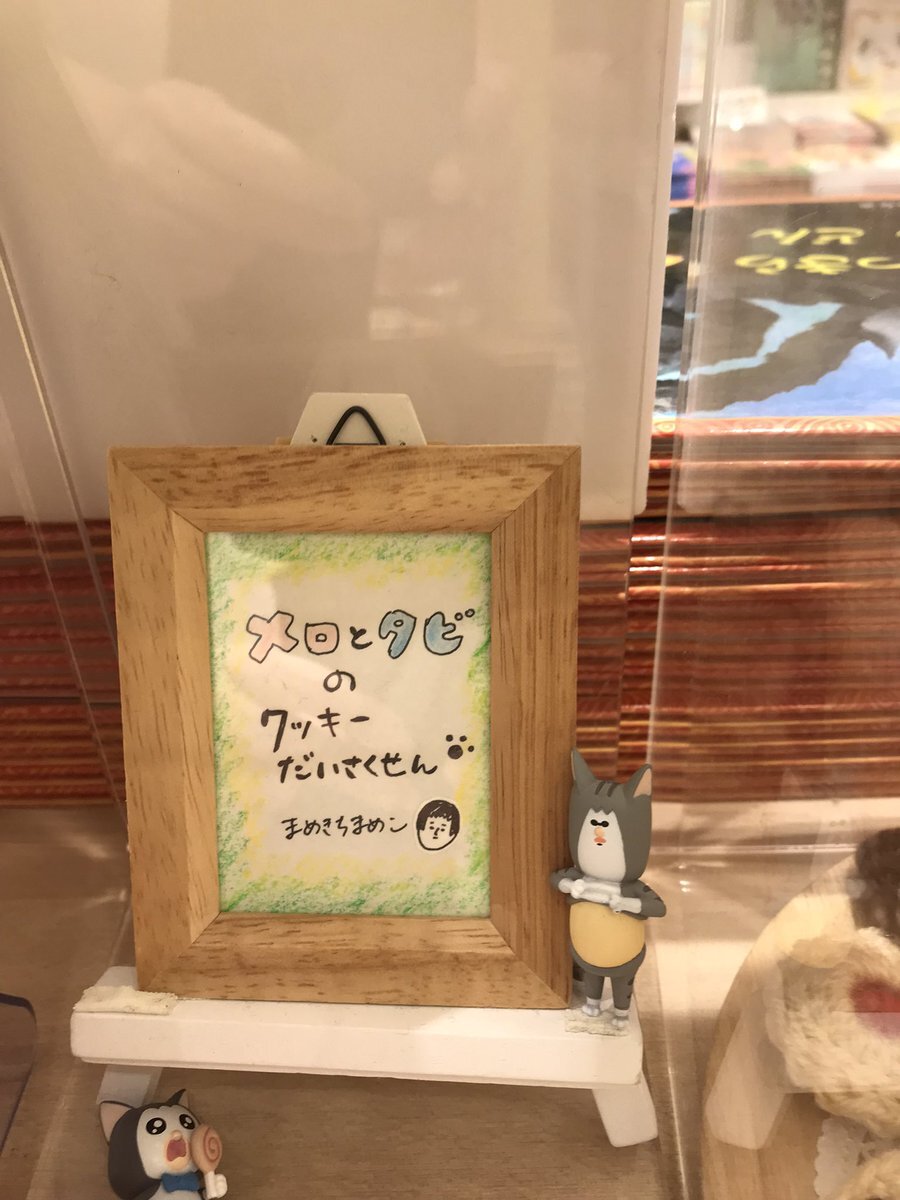 メロとタビ
の
クッキー
だいさくせん
まめきちまめこ